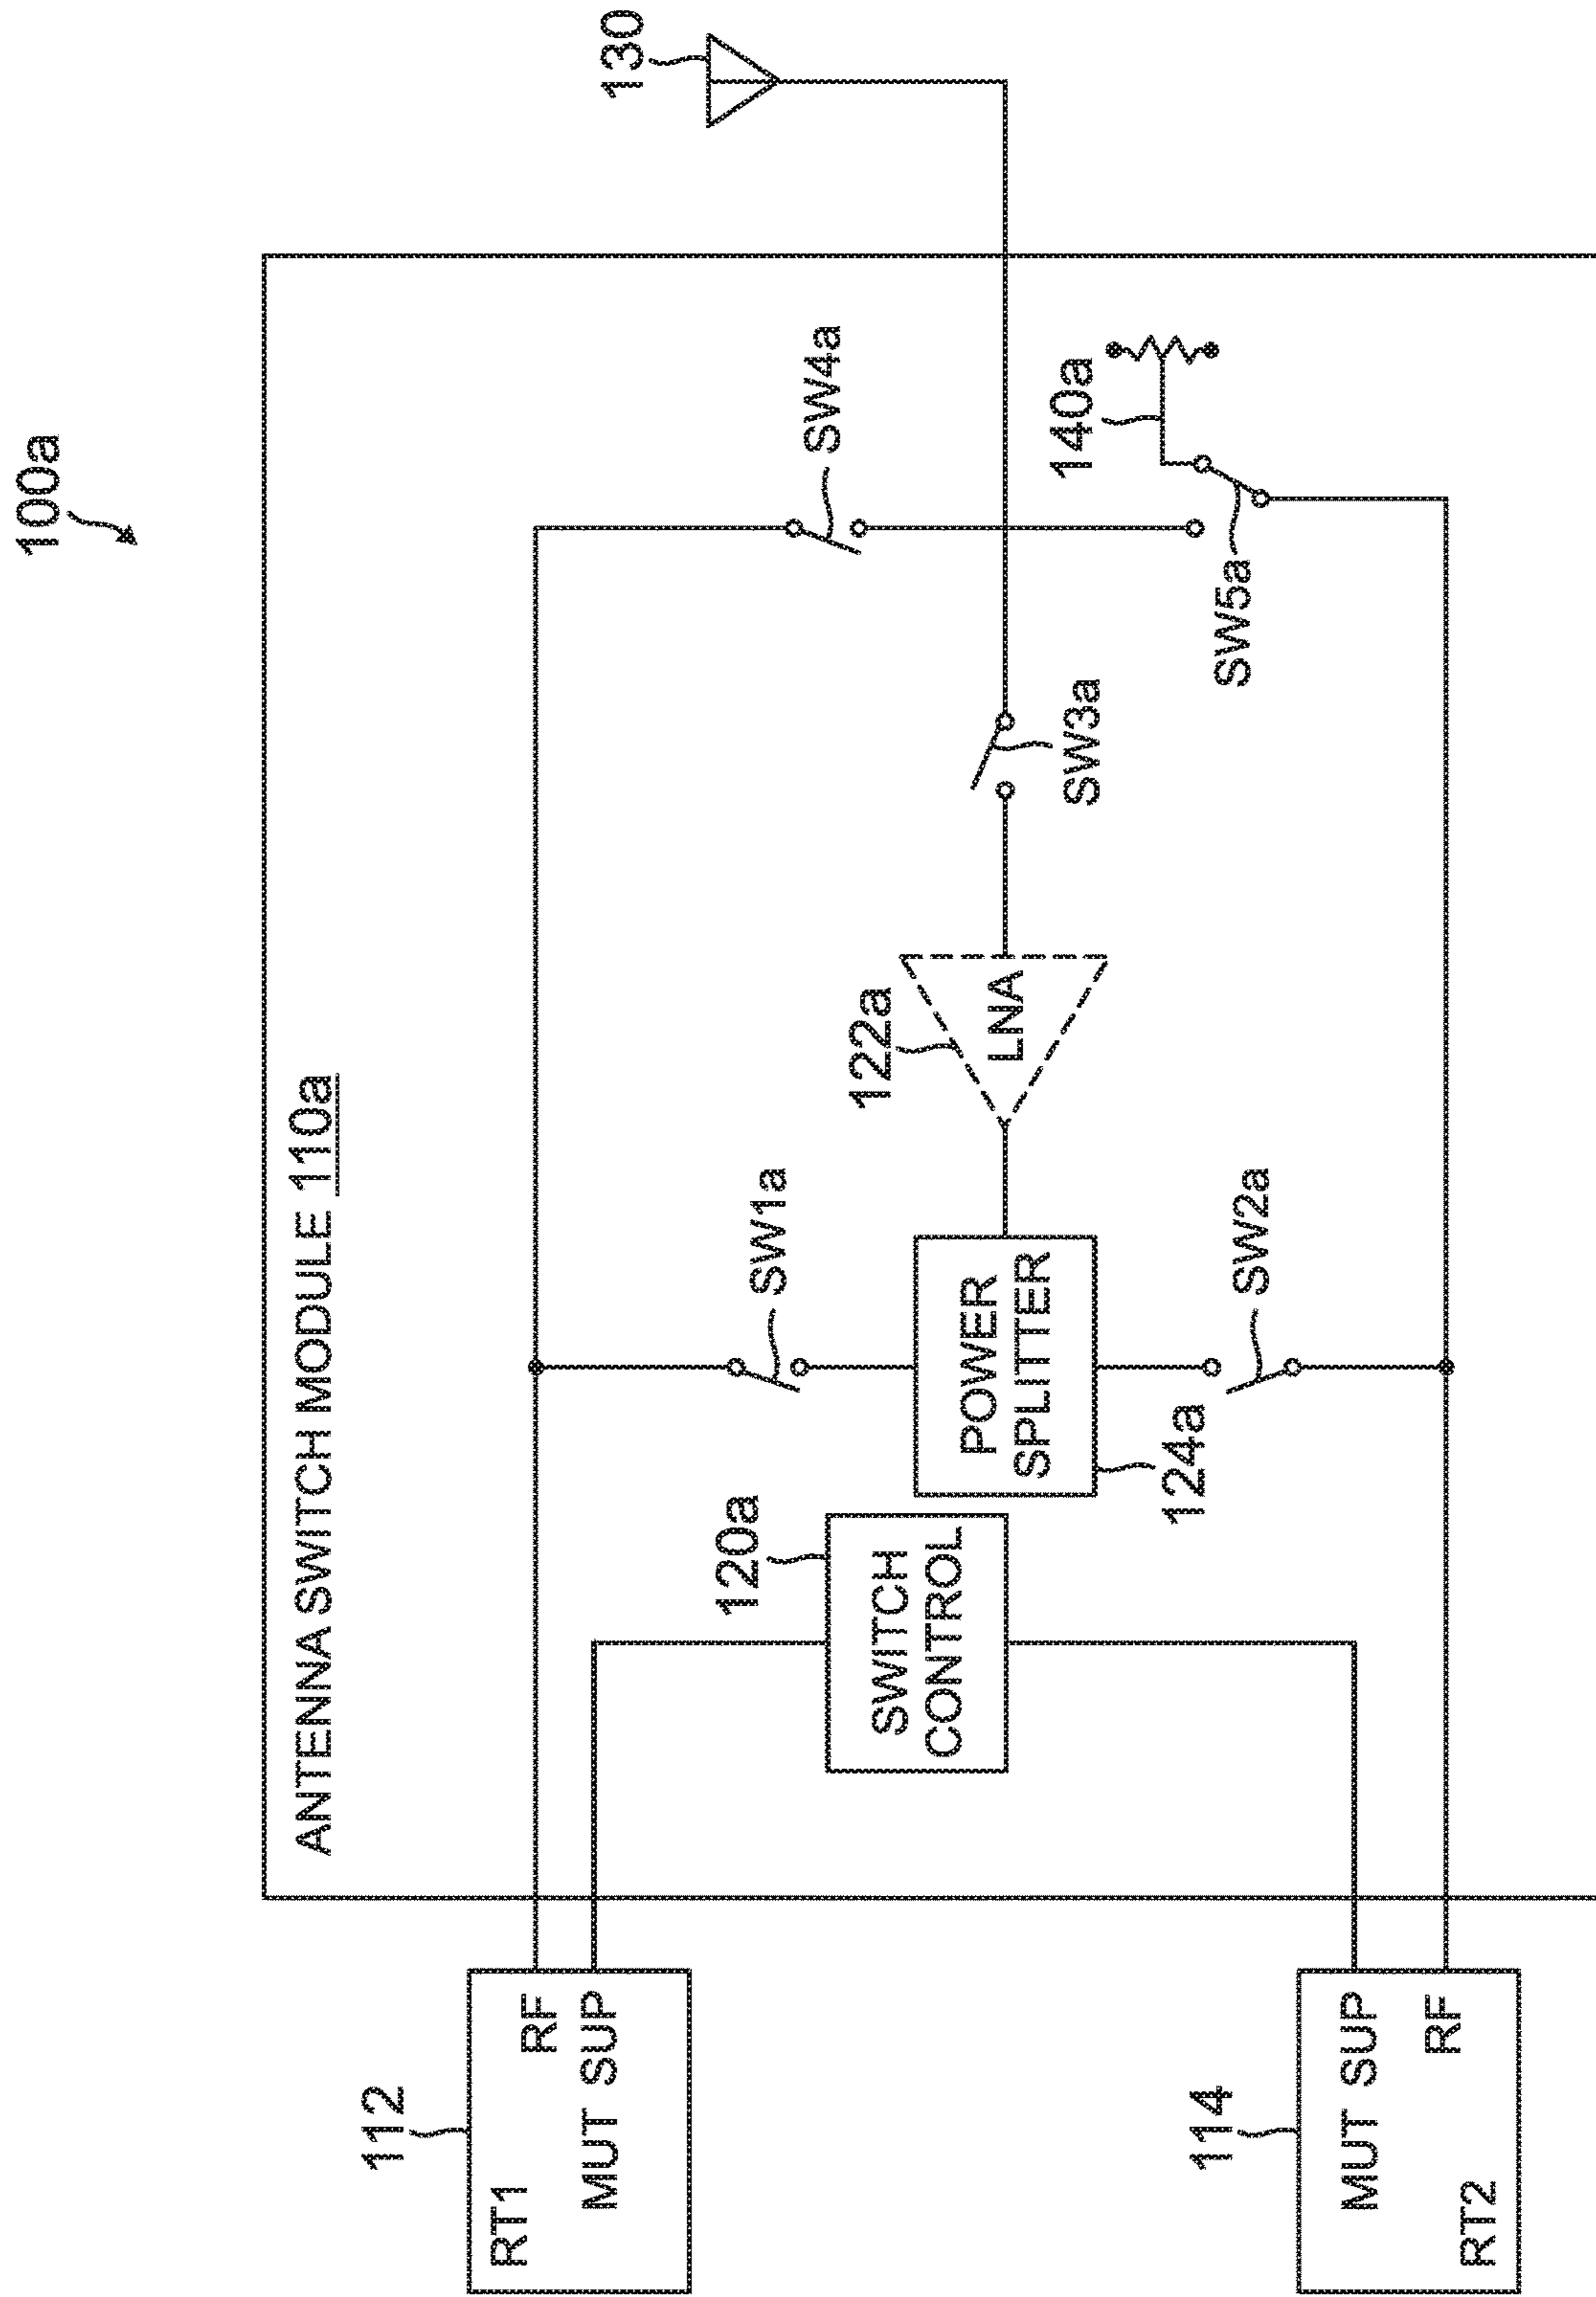 100a
ANTENNA SWITCH MODULE 110a
112
RT1
RF
MUT SUP
120a
SWITCH
CONTROL
SW1a
POWER
SPLITTER
124a
SW2a
122a
LNA
SW3a
SW4a
SW5a
140a
130
114
MUT SUP
RF
RT2